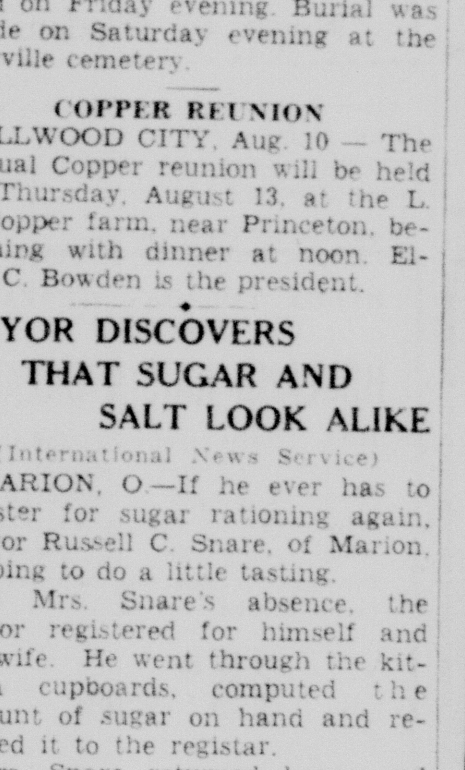 on Friday evening. Burial was
on Saturday evening at the
ville cemetery.
COPPER REUNION
LLWOOD CITY, Aug. 10 — The
ual Copper reunion will be held
Thursday, August 13, at the L.
opper farm, near Princeton, be-
ing with dinner at noon. El-
C. Bowden is the president.
YOR DISCOVERS
THAT SUGAR AND
SALT LOOK ALIKE
(International News Service)
ARION, O.—If he ever has to
ster for sugar rationing again,
or Russell C. Snare, of Marion,
oing to do a little tasting.
Mrs. Snare's absence, the
or registered for himself and
wife. He went through the kit-
cupboards, computed the
unt of sugar on hand and re-
ed it to the registar.